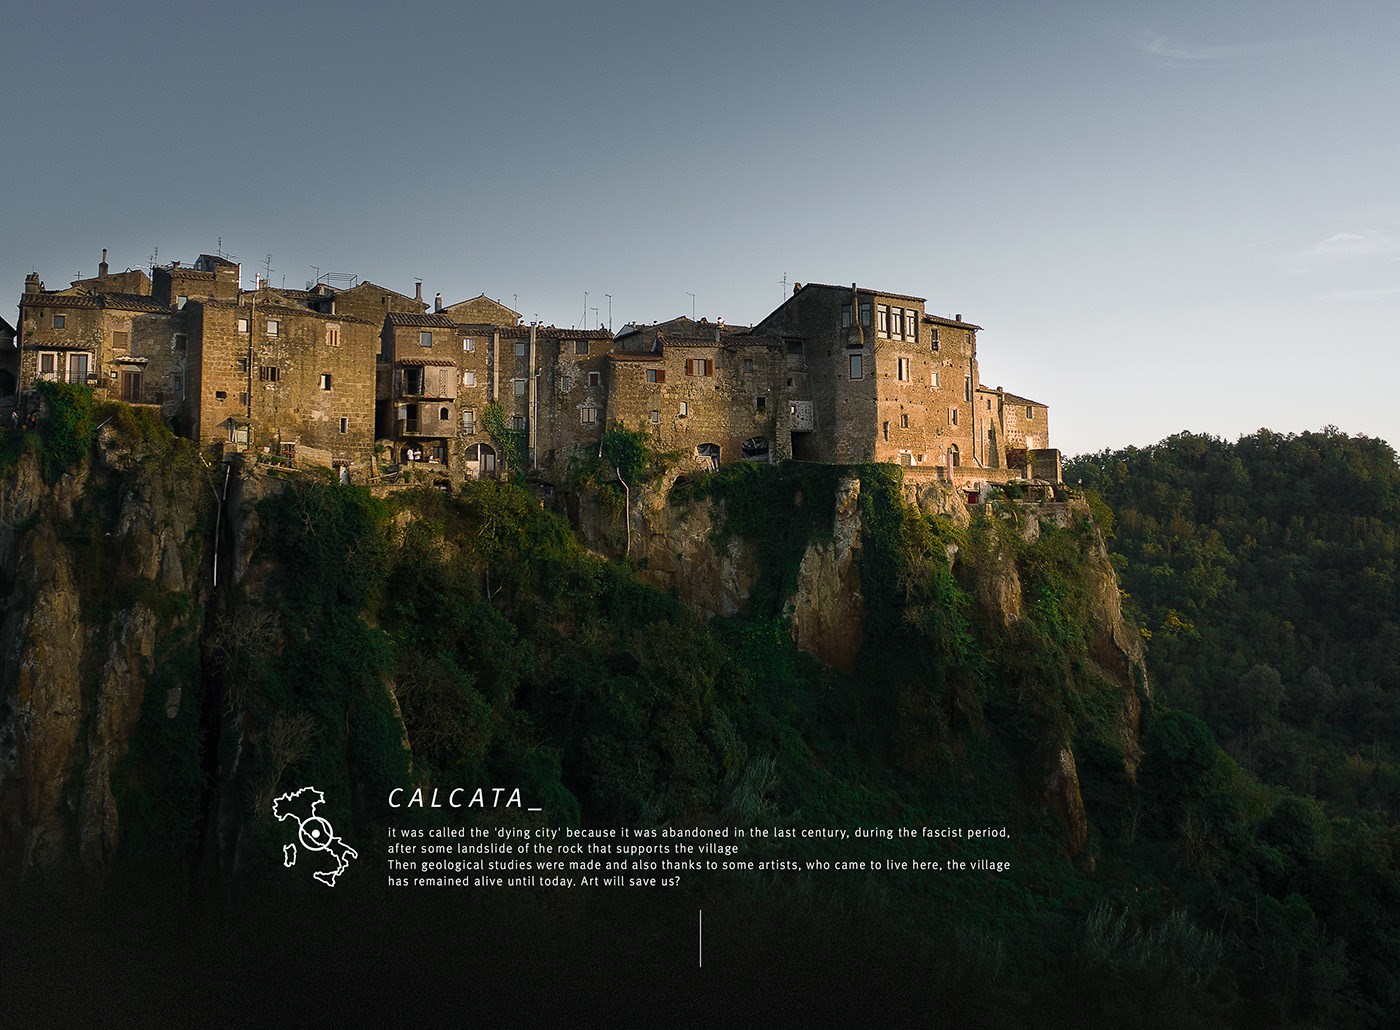 CALCATA_
it was called the 'dying city' because it was abandoned in the last century, during the fascist period,
after some landslide of the rock that supports the village
Then geological studies were made and also thanks to some artists, who came to live here, the village
has remained alive until today. Art will save us?